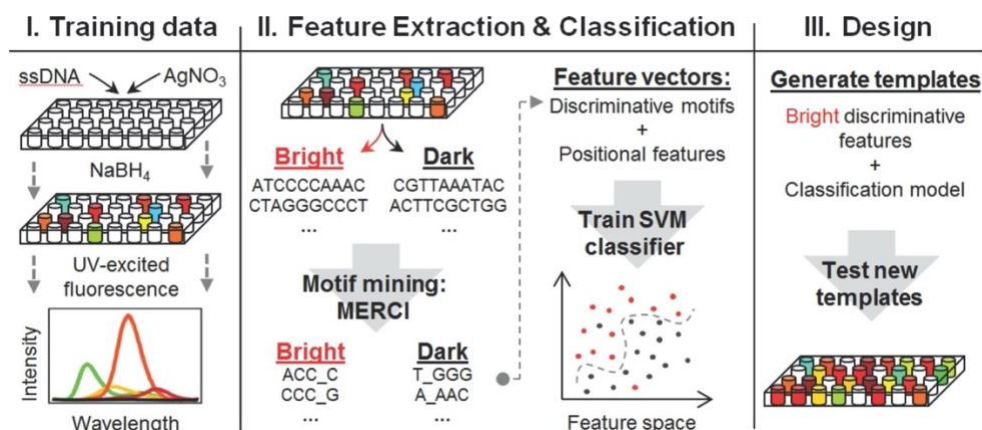 I. Training data
ssDNA
AgNO₃
NaBH₄
UV-excited
fluorescence
Intensity
Wavelength
II. Feature Extraction & Classification
Bright
Dark
ATCCCCAAAC
CGTTAAATAC
CTAGGGCCCT
ACTTCGCTGG
...
...
Motif mining:
MERCI
Bright
Dark
ACC_C
T_GGG
CCC_G
A_AAC
...
...
Feature vectors:
Discriminative motifs
+
Positional features
Train SVM
classifier
Feature space
III. Design
Generate templates
Bright discriminative
features
+
Classification model
Test new
templates